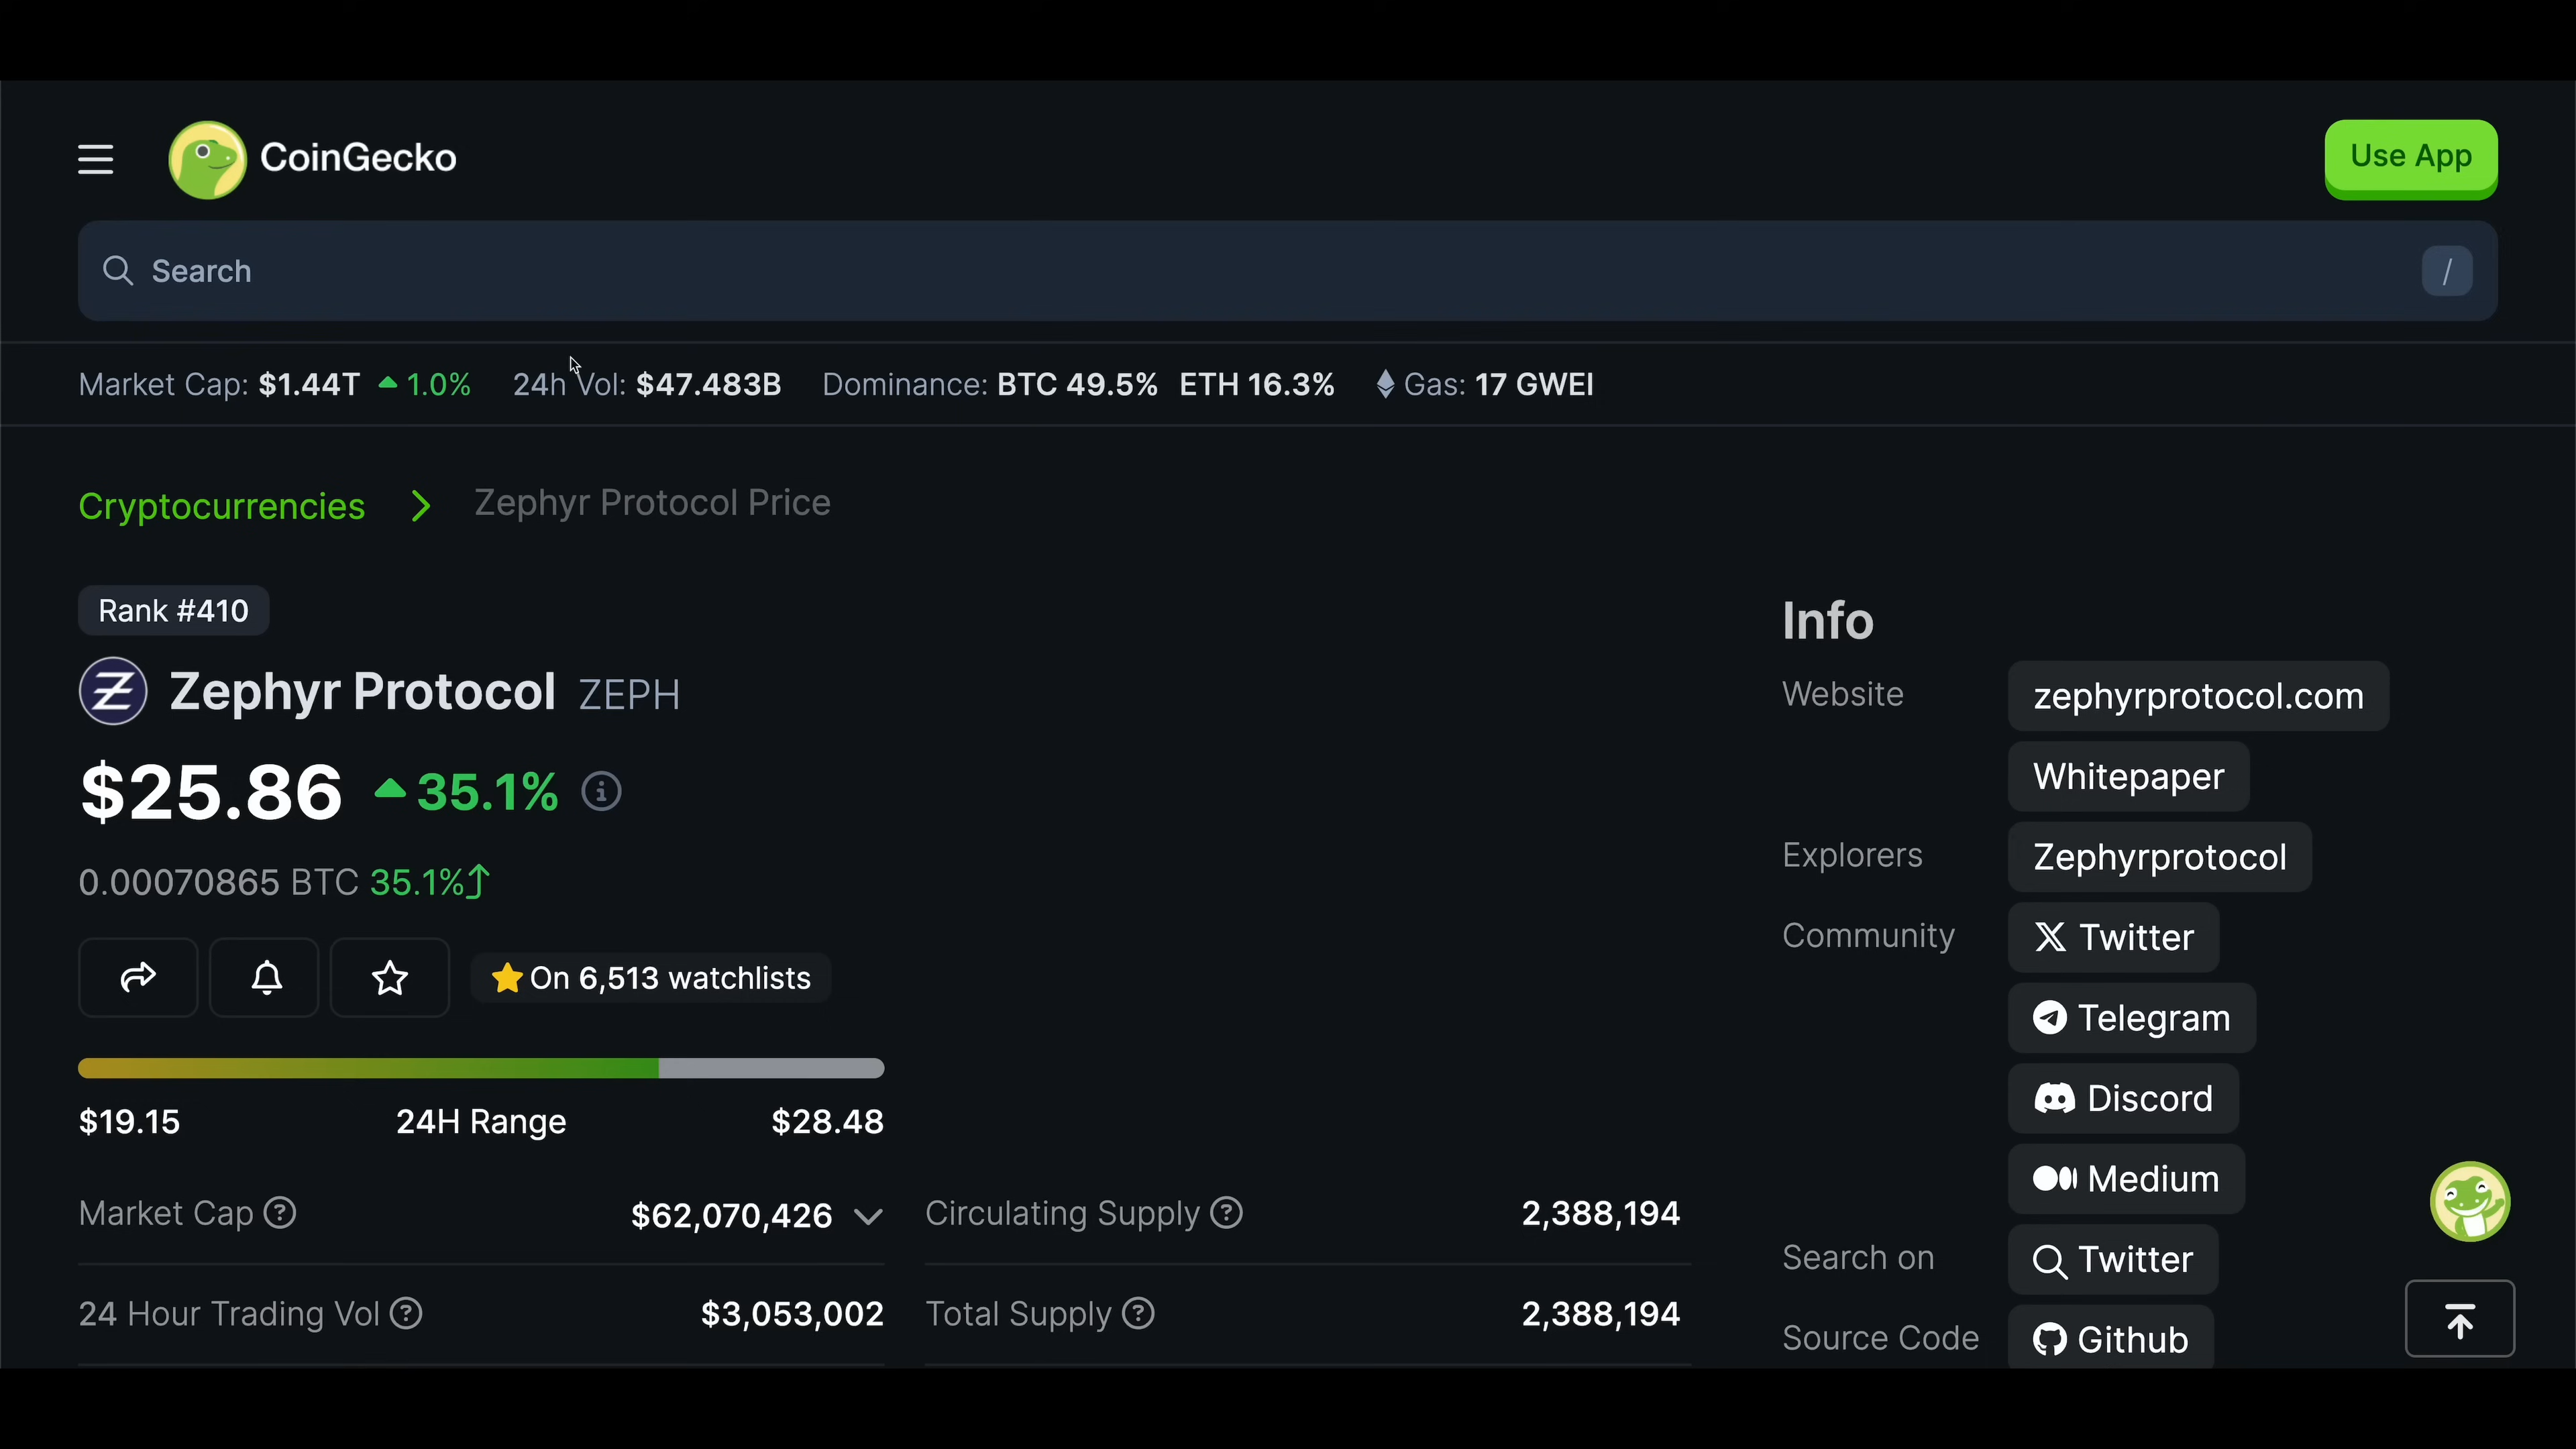 CoinGecko
Use App
Search
/
Market Cap: $1.44T 1.0% 24h Vol: $47.483B Dominance: BTC 49.5% ETH 16.3% Gas: 17 GWEI
Cryptocurrencies
Zephyr Protocol Price
Rank #410
Zephyr Protocol ZEPH
$25.86 35.1%
0.00070865 BTC 35.1%
On 6,513 watchlists
$19.15 24H Range $28.48
Market Cap $62,070,426
Circulating Supply 2,388,194
24 Hour Trading Vol $3,053,002
Total Supply 2,388,194
Info
Website zephyrprotocol.com
Whitepaper
Explorers Zephyrprotocol
Community Twitter
Telegram
Discord
Medium
Search on Twitter
Source Code Github